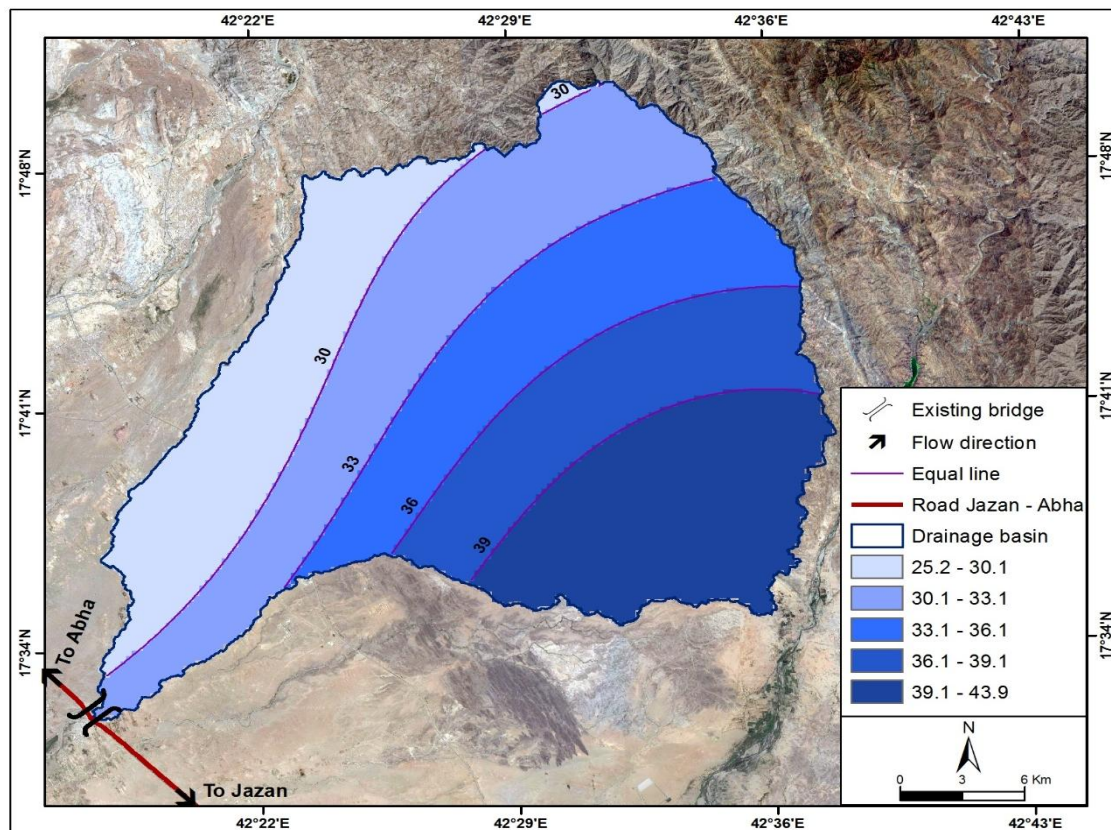 42°22'E
42°29'E
42°36'E
42°43'E
17°48'N
17°48'N
17°41'N
17°41'N
17°34'N
17°34'N
30
30
33
36
39
To Abha
To Jazan
Existing bridge
Flow direction
Equal line
Road Jazan - Abha
Drainage basin
25.2 - 30.1
30.1 - 33.1
33.1 - 36.1
36.1 - 39.1
39.1 - 43.9
N
0 3 6 Km
42°22'E
42°29'E
42°36'E
42°43'E